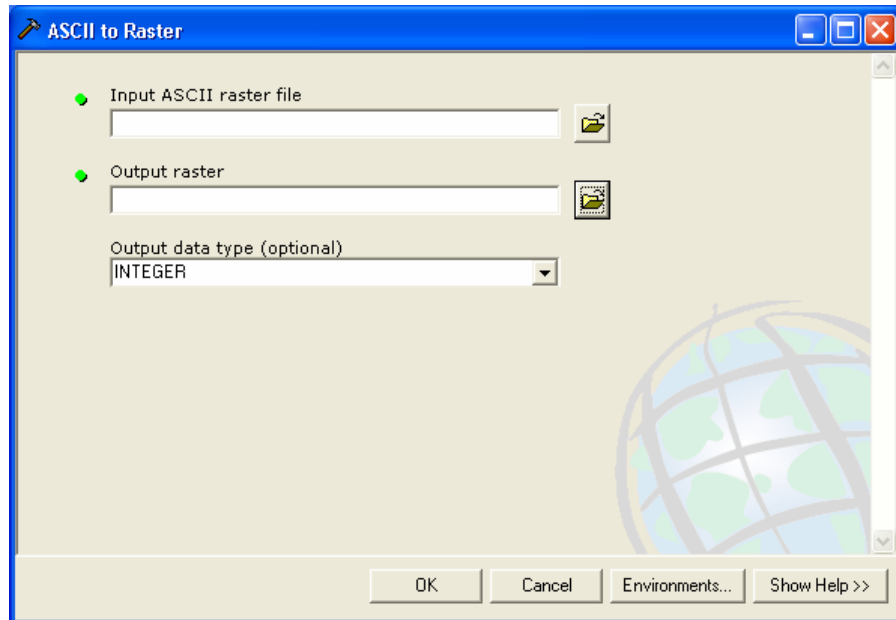 ASCII to Raster
Input ASCII raster file
Output raster
Output data type (optional)
INTEGER
OK Cancel Environments... Show Help >>